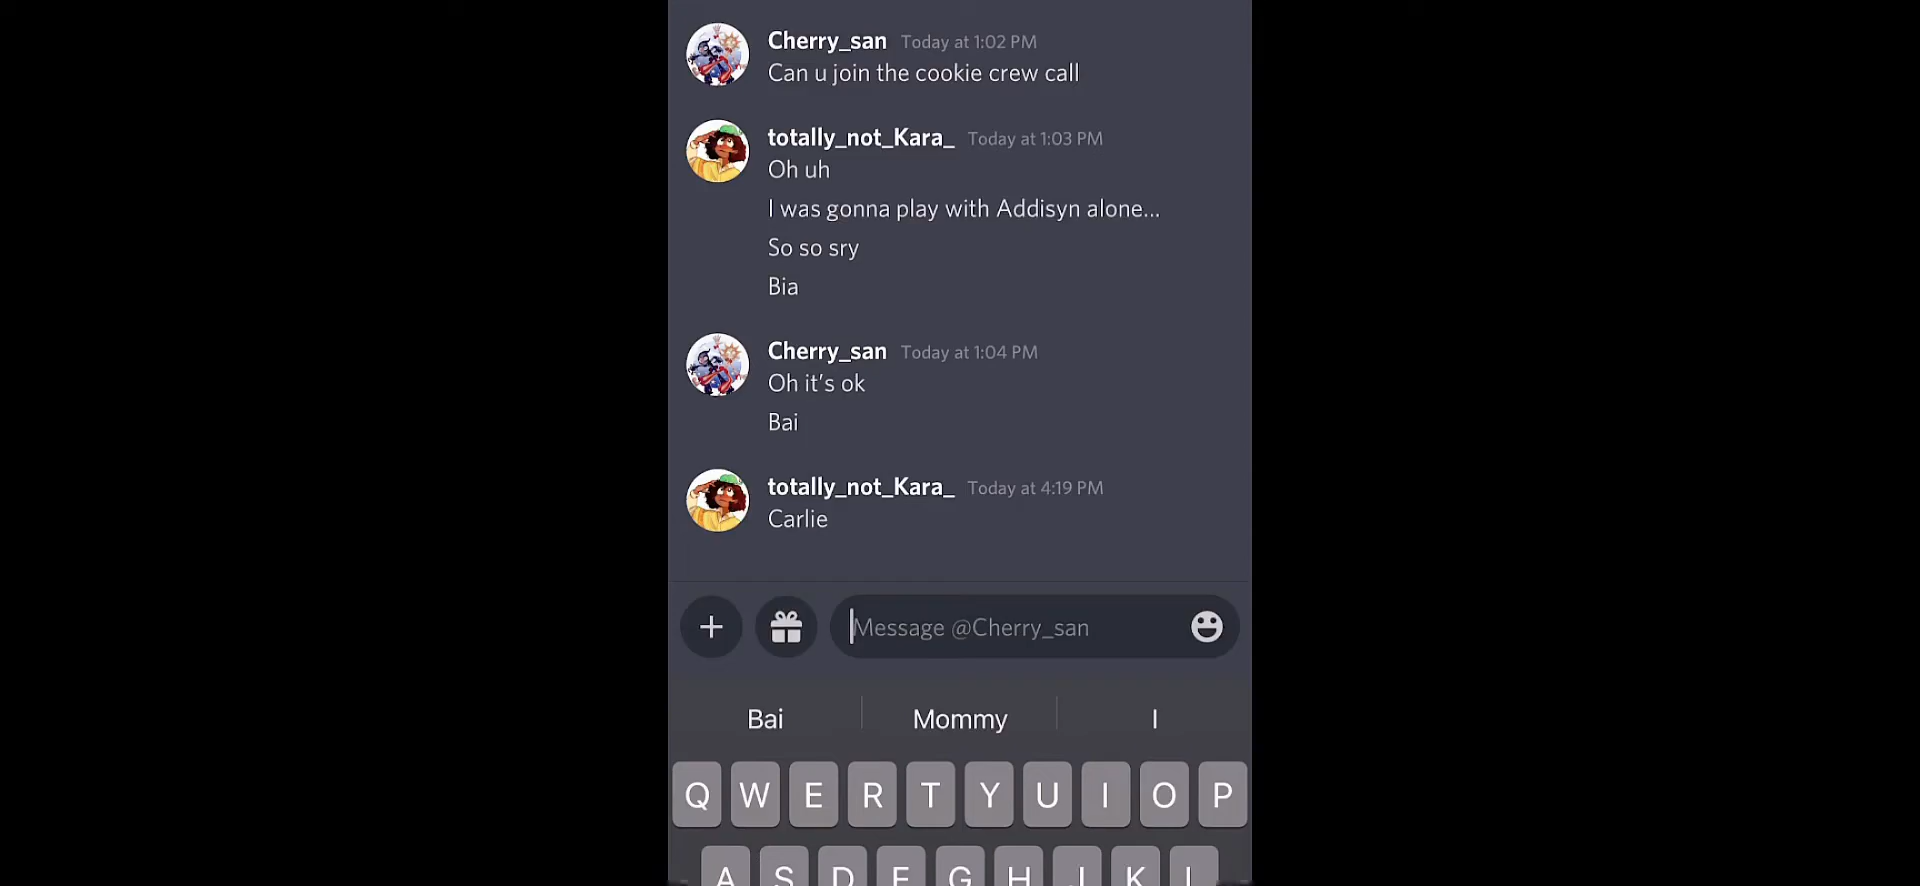 Cherry_san Today at 1:02 PM
Can u join the cookie crew call
totally_not_Kara_ Today at 1:03 PM
Oh uh
I was gonna play with Addisyn alone...
So so sry
Bia
Cherry_san Today at 1:04 PM
Oh it's ok
Bai
totally_not_Kara_ Today at 4:19 PM
Carlie
Message @Cherry_san
Bai Mommy I
Q W E R T Y U I O P
A S D F G H J K L